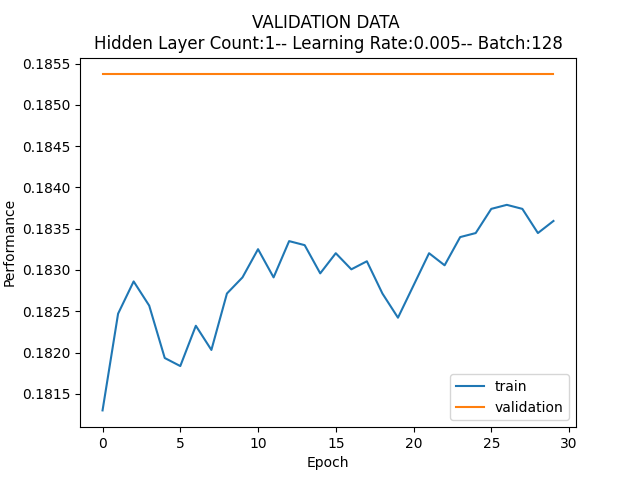 VALIDATION DATA
Hidden Layer Count:1-- Learning Rate:0.005-- Batch:128
0.1855
0.1850
0.1845
0.1840
0.1835
0.1830
0.1825
0.1820
0.1815
Performance
train
validation
0 5 10 15 20 25 30
Epoch